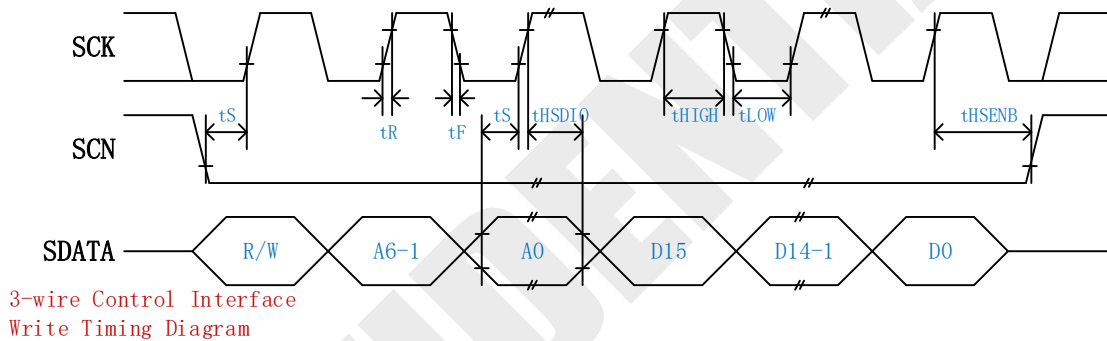 SCK
tS
tR
tF
tS
tHSDIO
tHIGH
tLOW
tHSENB
SCN
SDATA
R/W
A6-1
A0
D15
D14-1
D0
3-wire Control Interface
Write Timing Diagram